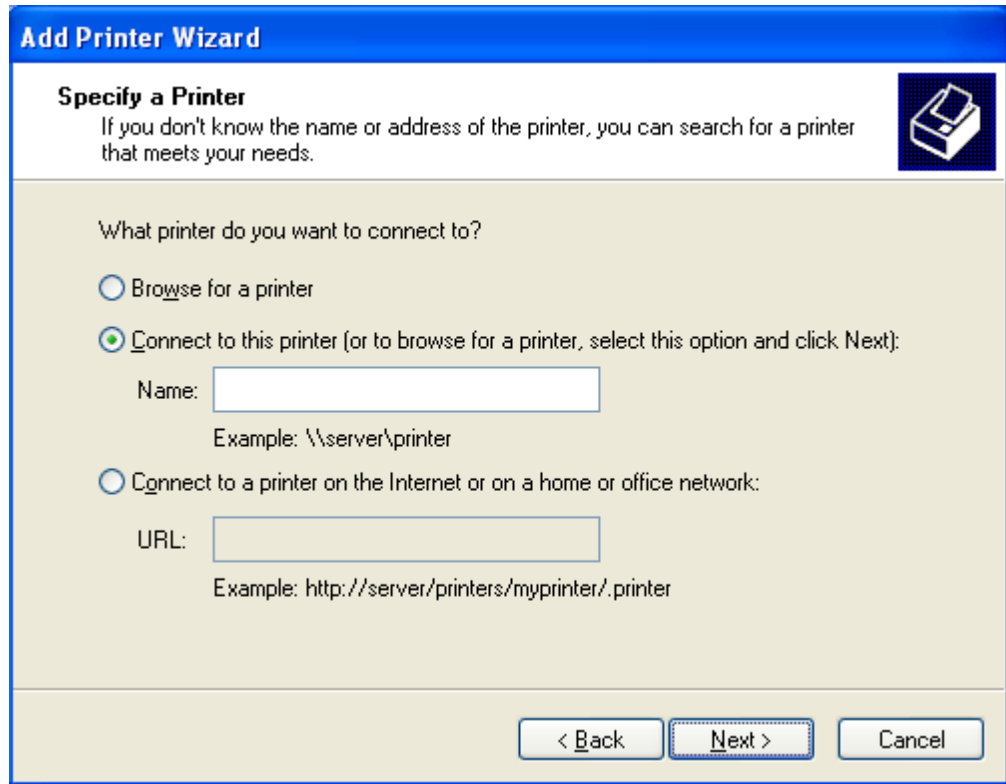 Add Printer Wizard
Specify a Printer
If you don't know the name or address of the printer, you can search for a printer
that meets your needs.
What printer do you want to connect to?
Browse for a printer
Connect to this printer (or to browse for a printer, select this option and click Next):
Name:
Example: \\server\printer
Connect to a printer on the Internet or on a home or office network:
URL:
Example: http://server/printers/myprinter/.printer
< Back Next > Cancel